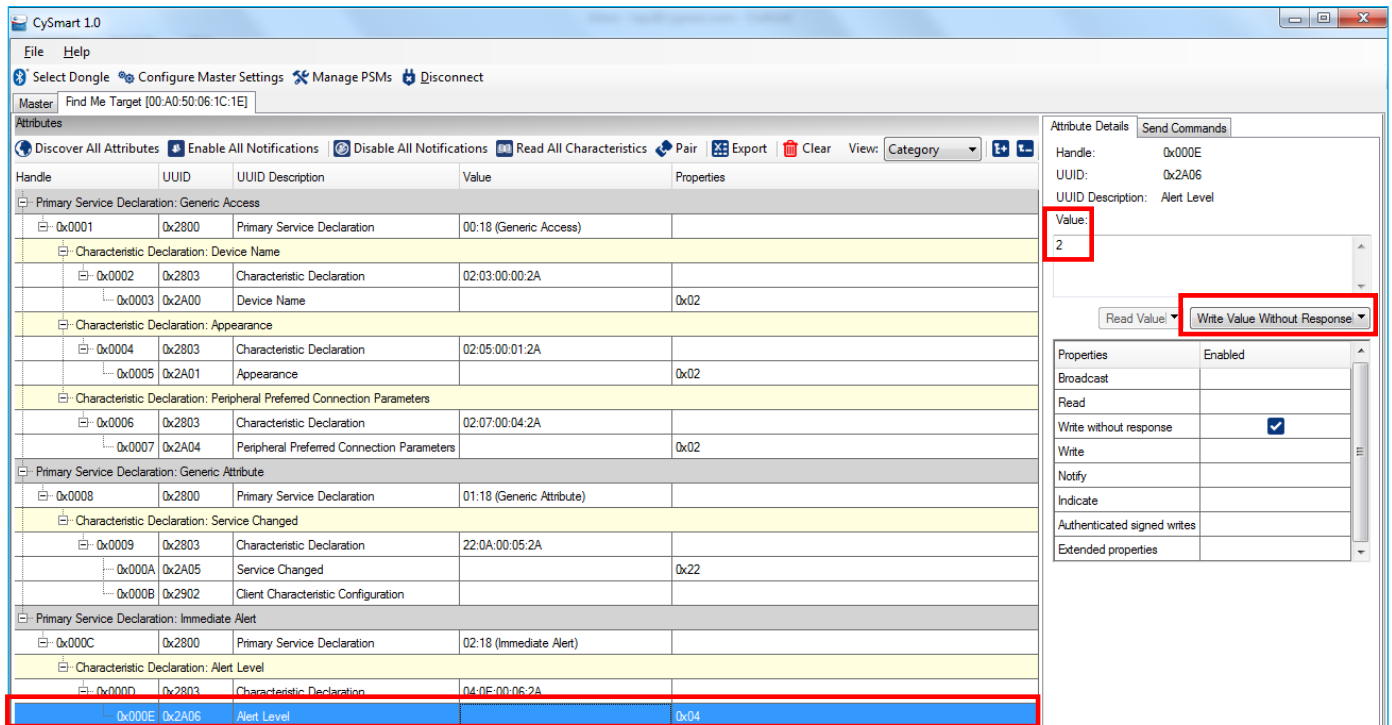 CySmart 1.0
File Help
Select Dongle Configure Master Settings Manage PSMs Disconnect
Master Find Me Target [00:A0:50:06:1C:1E]
Attributes
Discover All Attributes Enable All Notifications Disable All Notifications Read All Characteristics Pair Export Clear View: Category
Handle UUID UUID Description Value Properties
Primary Service Declaration: Generic Access
0x0001 0x2800 Primary Service Declaration 00:18 (Generic Access)
Characteristic Declaration: Device Name
0x0002 0x2803 Characteristic Declaration 02:03:00:00:2A
0x0003 0x2A00 Device Name 0x02
Characteristic Declaration: Appearance
0x0004 0x2803 Characteristic Declaration 02:05:00:01:2A
0x0005 0x2A01 Appearance 0x02
Characteristic Declaration: Peripheral Preferred Connection Parameters
0x0006 0x2803 Characteristic Declaration 02:07:00:04:2A
0x0007 0x2A04 Peripheral Preferred Connection Parameters 0x02
Primary Service Declaration: Generic Attribute
0x0008 0x2800 Primary Service Declaration 01:18 (Generic Attribute)
Characteristic Declaration: Service Changed
0x0009 0x2803 Characteristic Declaration 22:0A:00:05:2A
0x000A 0x2A05 Service Changed 0x22
0x000B 0x2902 Client Characteristic Configuration
Primary Service Declaration: Immediate Alert
0x000C 0x2800 Primary Service Declaration 02:18 (Immediate Alert)
Characteristic Declaration: Alert Level
0x000D 0x2803 Characteristic Declaration 04:0E:00:06:2A
0x000E 0x2A06 Alert Level 0x04
Attribute Details Send Commands
Handle: 0x000E
UUID: 0x2A06
UUID Description: Alert Level
Value:
2
Read Value Write Value Without Response
Properties Enabled
Broadcast
Read
Write without response
Write
Notify
Indicate
Authenticated signed writes
Extended properties